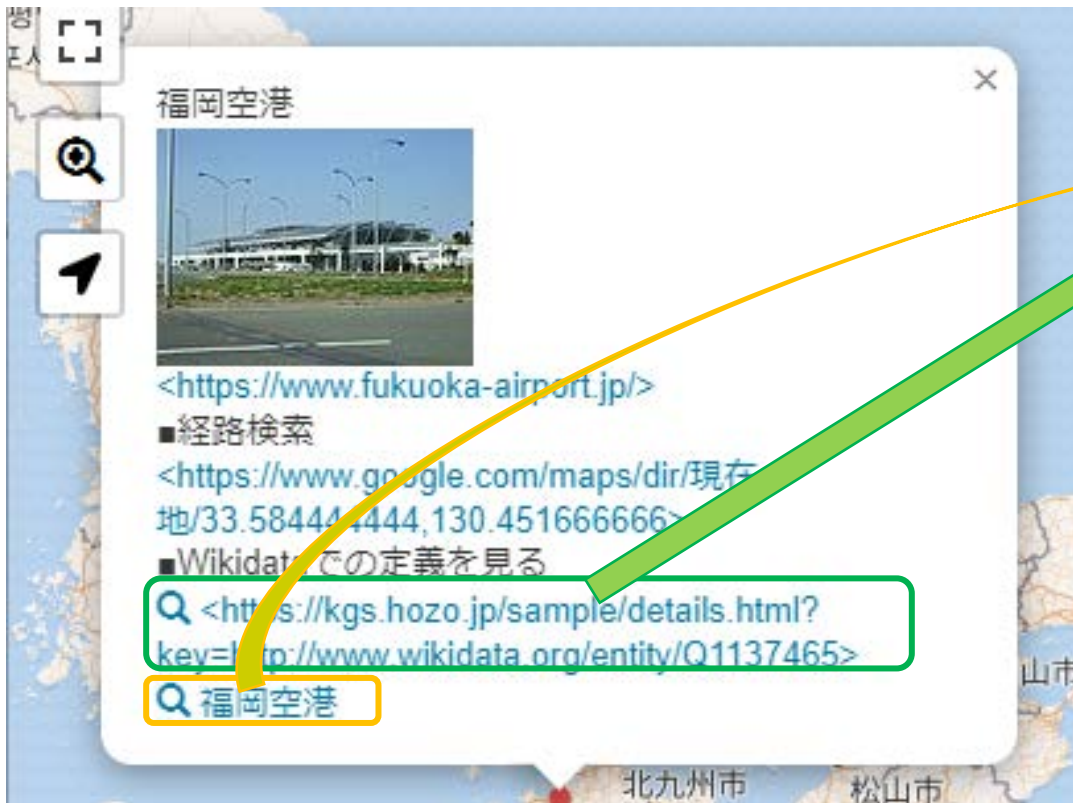 福岡空港
<https://www.fukuoka-airport.jp/>
■経路検索
<https://www.google.com/maps/dir/現在
地/33.584444444,130.451666666>
■Wikidataでの定義を見る
<https://kgs.hozo.jp/sample/details.html?
key=http://www.wikidata.org/entity/Q1137465>
福岡空港
山市
北九州市
松山市